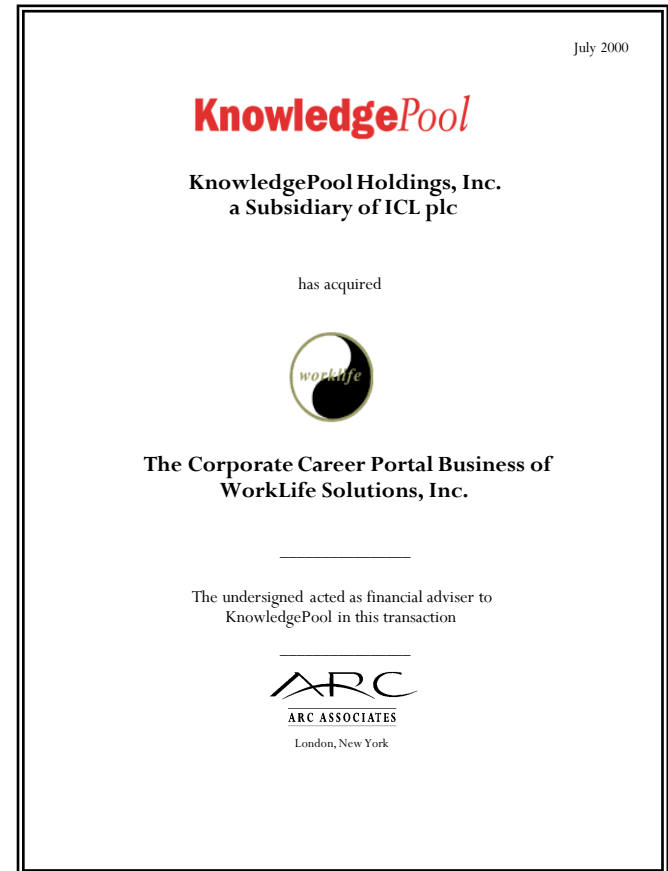 July 2000
KnowledgePool
KnowledgePool Holdings, Inc.
a Subsidiary of ICL plc
has acquired
worklife
The Corporate Career Portal Business of
WorkLife Solutions, Inc.
The undersigned acted as financial adviser to
KnowledgePool in this transaction
ARC
ARC ASSOCIATES
London, New York